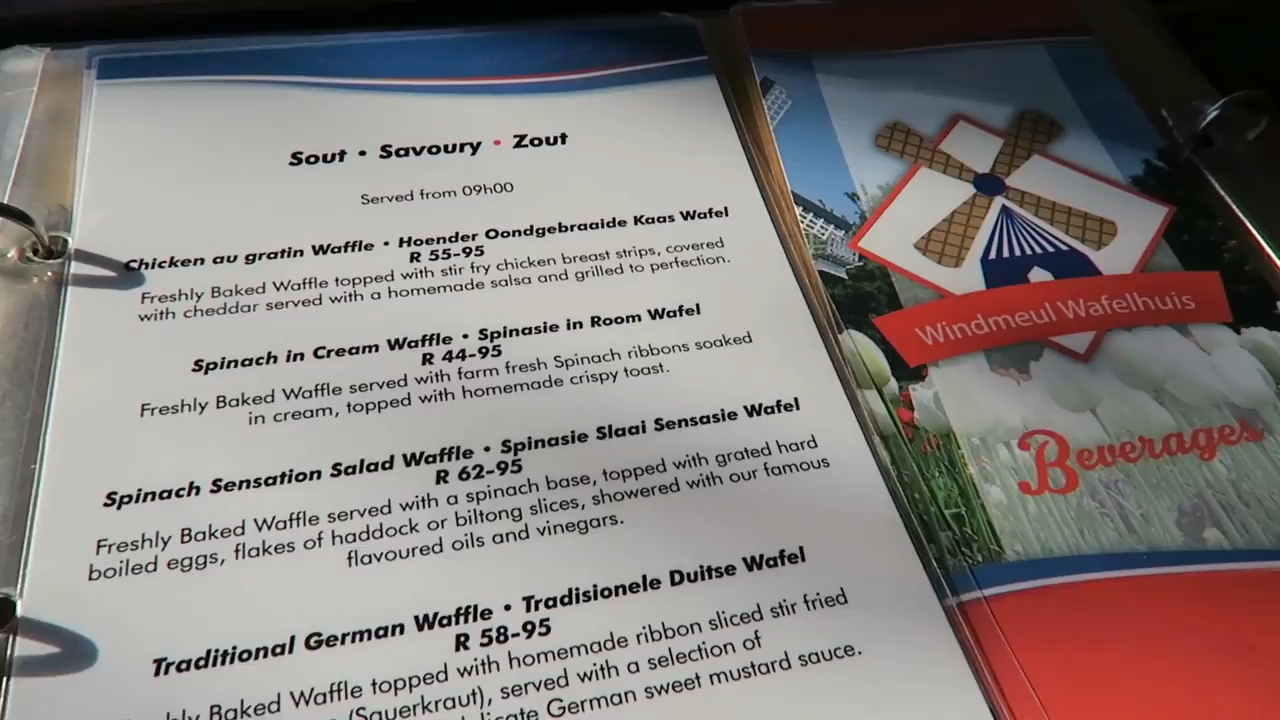 Sout • Savoury • Zout
Served from 09h00
Chicken au gratin Waffle • Hoender Oondgebraaide Kaas Wafel
R 55-95
Freshly Baked Waffle topped with stir fry chicken breast strips, covered
with cheddar served with a homemade salsa and grilled to perfection.
Spinach in Cream Waffle • Spinasie in Room Wafel
R 44-95
Freshly Baked Waffle served with farm fresh Spinach ribbons soaked
in cream, topped with homemade crispy toast.
Spinach Sensation Salad Waffle • Spinasie Slaai Sensasie Wafel
R 62-95
Freshly Baked Waffle served with a spinach base, topped with grated hard
boiled eggs, flakes of haddock or biltong slices, showered with our famous
flavoured oils and vinegars.
Traditional German Waffle • Tradisionele Duitse Wafel
R 58-95
Baked Waffle topped with homemade ribbon sliced stir fried
(Sauerkraut), served with a selection of
German sweet mustard sauce.
Windmeul Wafelhuis
Beverages